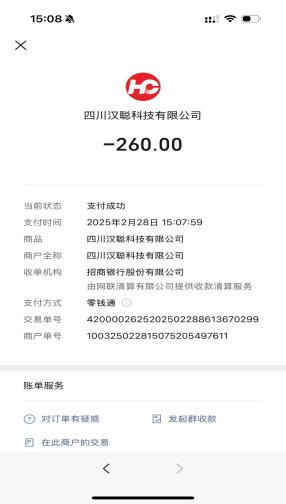 15:08
HC
四川汉聪科技有限公司
-260.00
当前状态 支付成功
支付时间 2025年2月28日 15:07:59
商品 四川汉聪科技有限公司
商户全称 四川汉聪科技有限公司
收单机构 招商银行股份有限公司
由网联清算有限公司提供收款清算服务
支付方式 零钱通
交易单号 4200002625202502288613670299
商户单号 100325022815075205497611
账单服务
对订单有疑惑 发起群收款
在此商户的交易